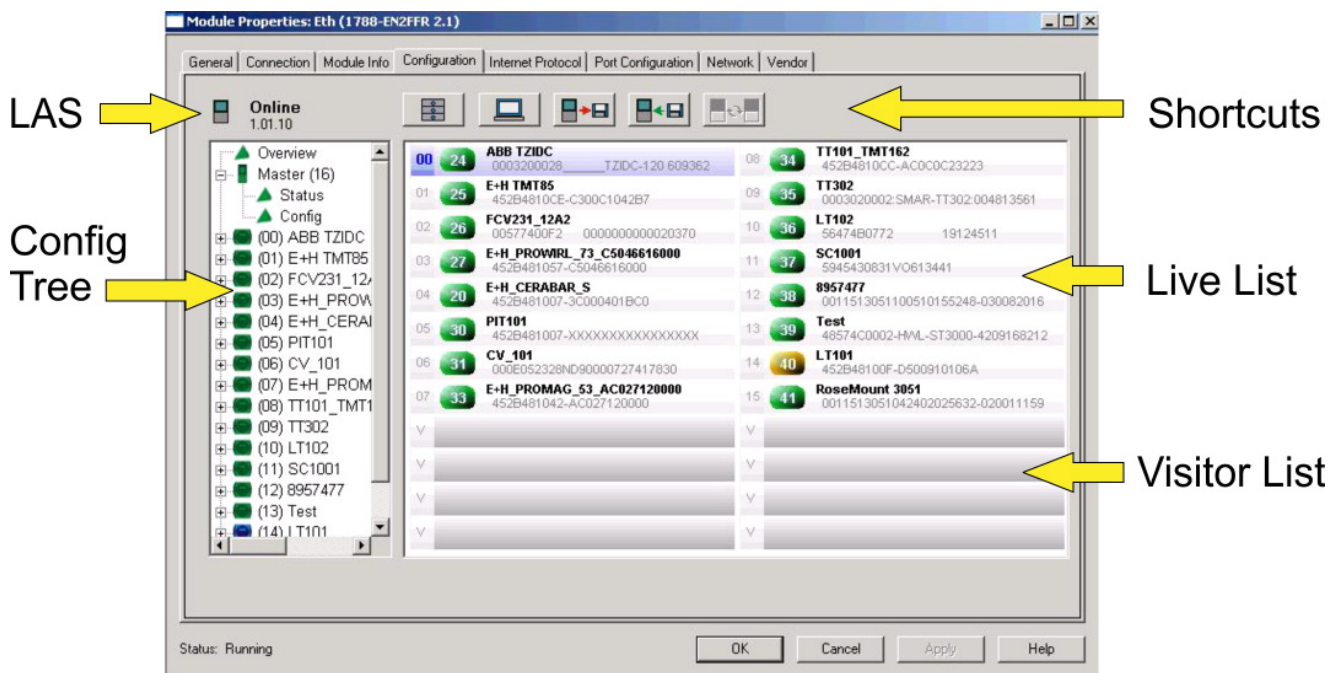 Module Properties: Eth (1788-EN2FFR 2.1)
General Connection Module Info Configuration Internet Protocol Port Configuration Network Vendor
LAS
Online
1.01.10
Shortcuts
Config
Tree
Overview
Master (16)
Status
Config
(00) ABB TZIDC
(01) E+H TMT85
(02) FCV231_12A
(03) E+H_PROW
(04) E+H_CERA
(05) PIT101
(06) CV_101
(07) E+H_PROM
(08) TT101_TMT1
(09) TT302
(10) LT102
(11) SC1001
(12) 8957477
(13) Test
(14) LT101
00 24 ABB TZIDC
0003200028______TZIDC-120 609362
01 25 E+H TMT85
452B4810CE-C300C1042B7
02 26 FCV231_12A2
00577400F2 0000000000020370
03 27 E+H_PROWIRL_73_C5046616000
452B481057-C5046616000
04 20 E+H_CERABAR_S
452B481007-3C000401BC0
05 30 PIT101
452B481007-XXXXXXXXXXXXXXXX
06 31 CV_101
000E052328ND90000727417830
07 33 E+H_PROMAG_53_AC027120000
452B481042-AC027120000
V
V
V
V
08 34 TT101_TMT162
452B4810CC-AC0C0C23223
09 35 TT302
0003020002:SMAR-TT302:004813561
10 36 LT102
56474B0772 19124511
11 37 SC1001
5945430831VO613441
12 38 8957477
0011513051100510155248-030082016
13 39 Test
48574C0002-HWL-ST3000-4209168212
14 40 LT101
452B48100F-D500910106A
15 41 RoseMount 3051
0011513051042402025632-020011159
V
V
V
V
Live List
Visitor List
Status: Running
OK Cancel Apply Help